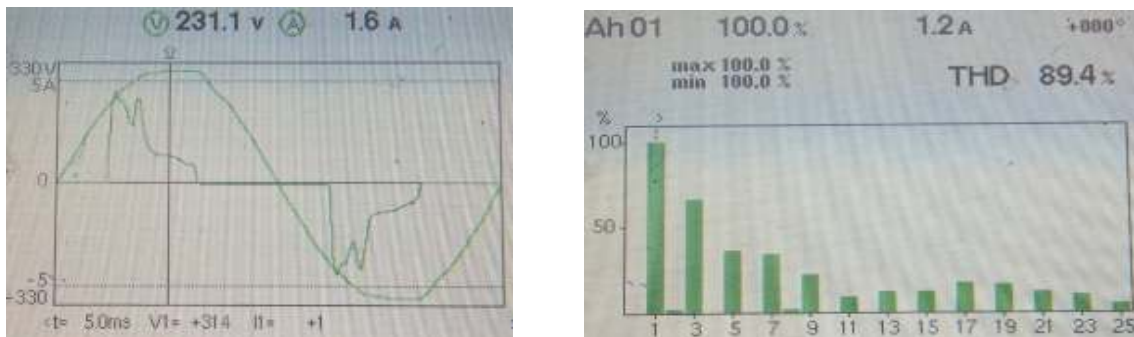 V 231.1 V A 1.6 A
330V
5A
0
-5
-330
<t= 5.0ms V1= +314 I1= +1
Ah 01 100.0 % 1.2 A +000°
max 100.0 %
min 100.0 %
THD 89.4 %
%
100
50
1 3 5 7 9 11 13 15 17 19 21 23 25